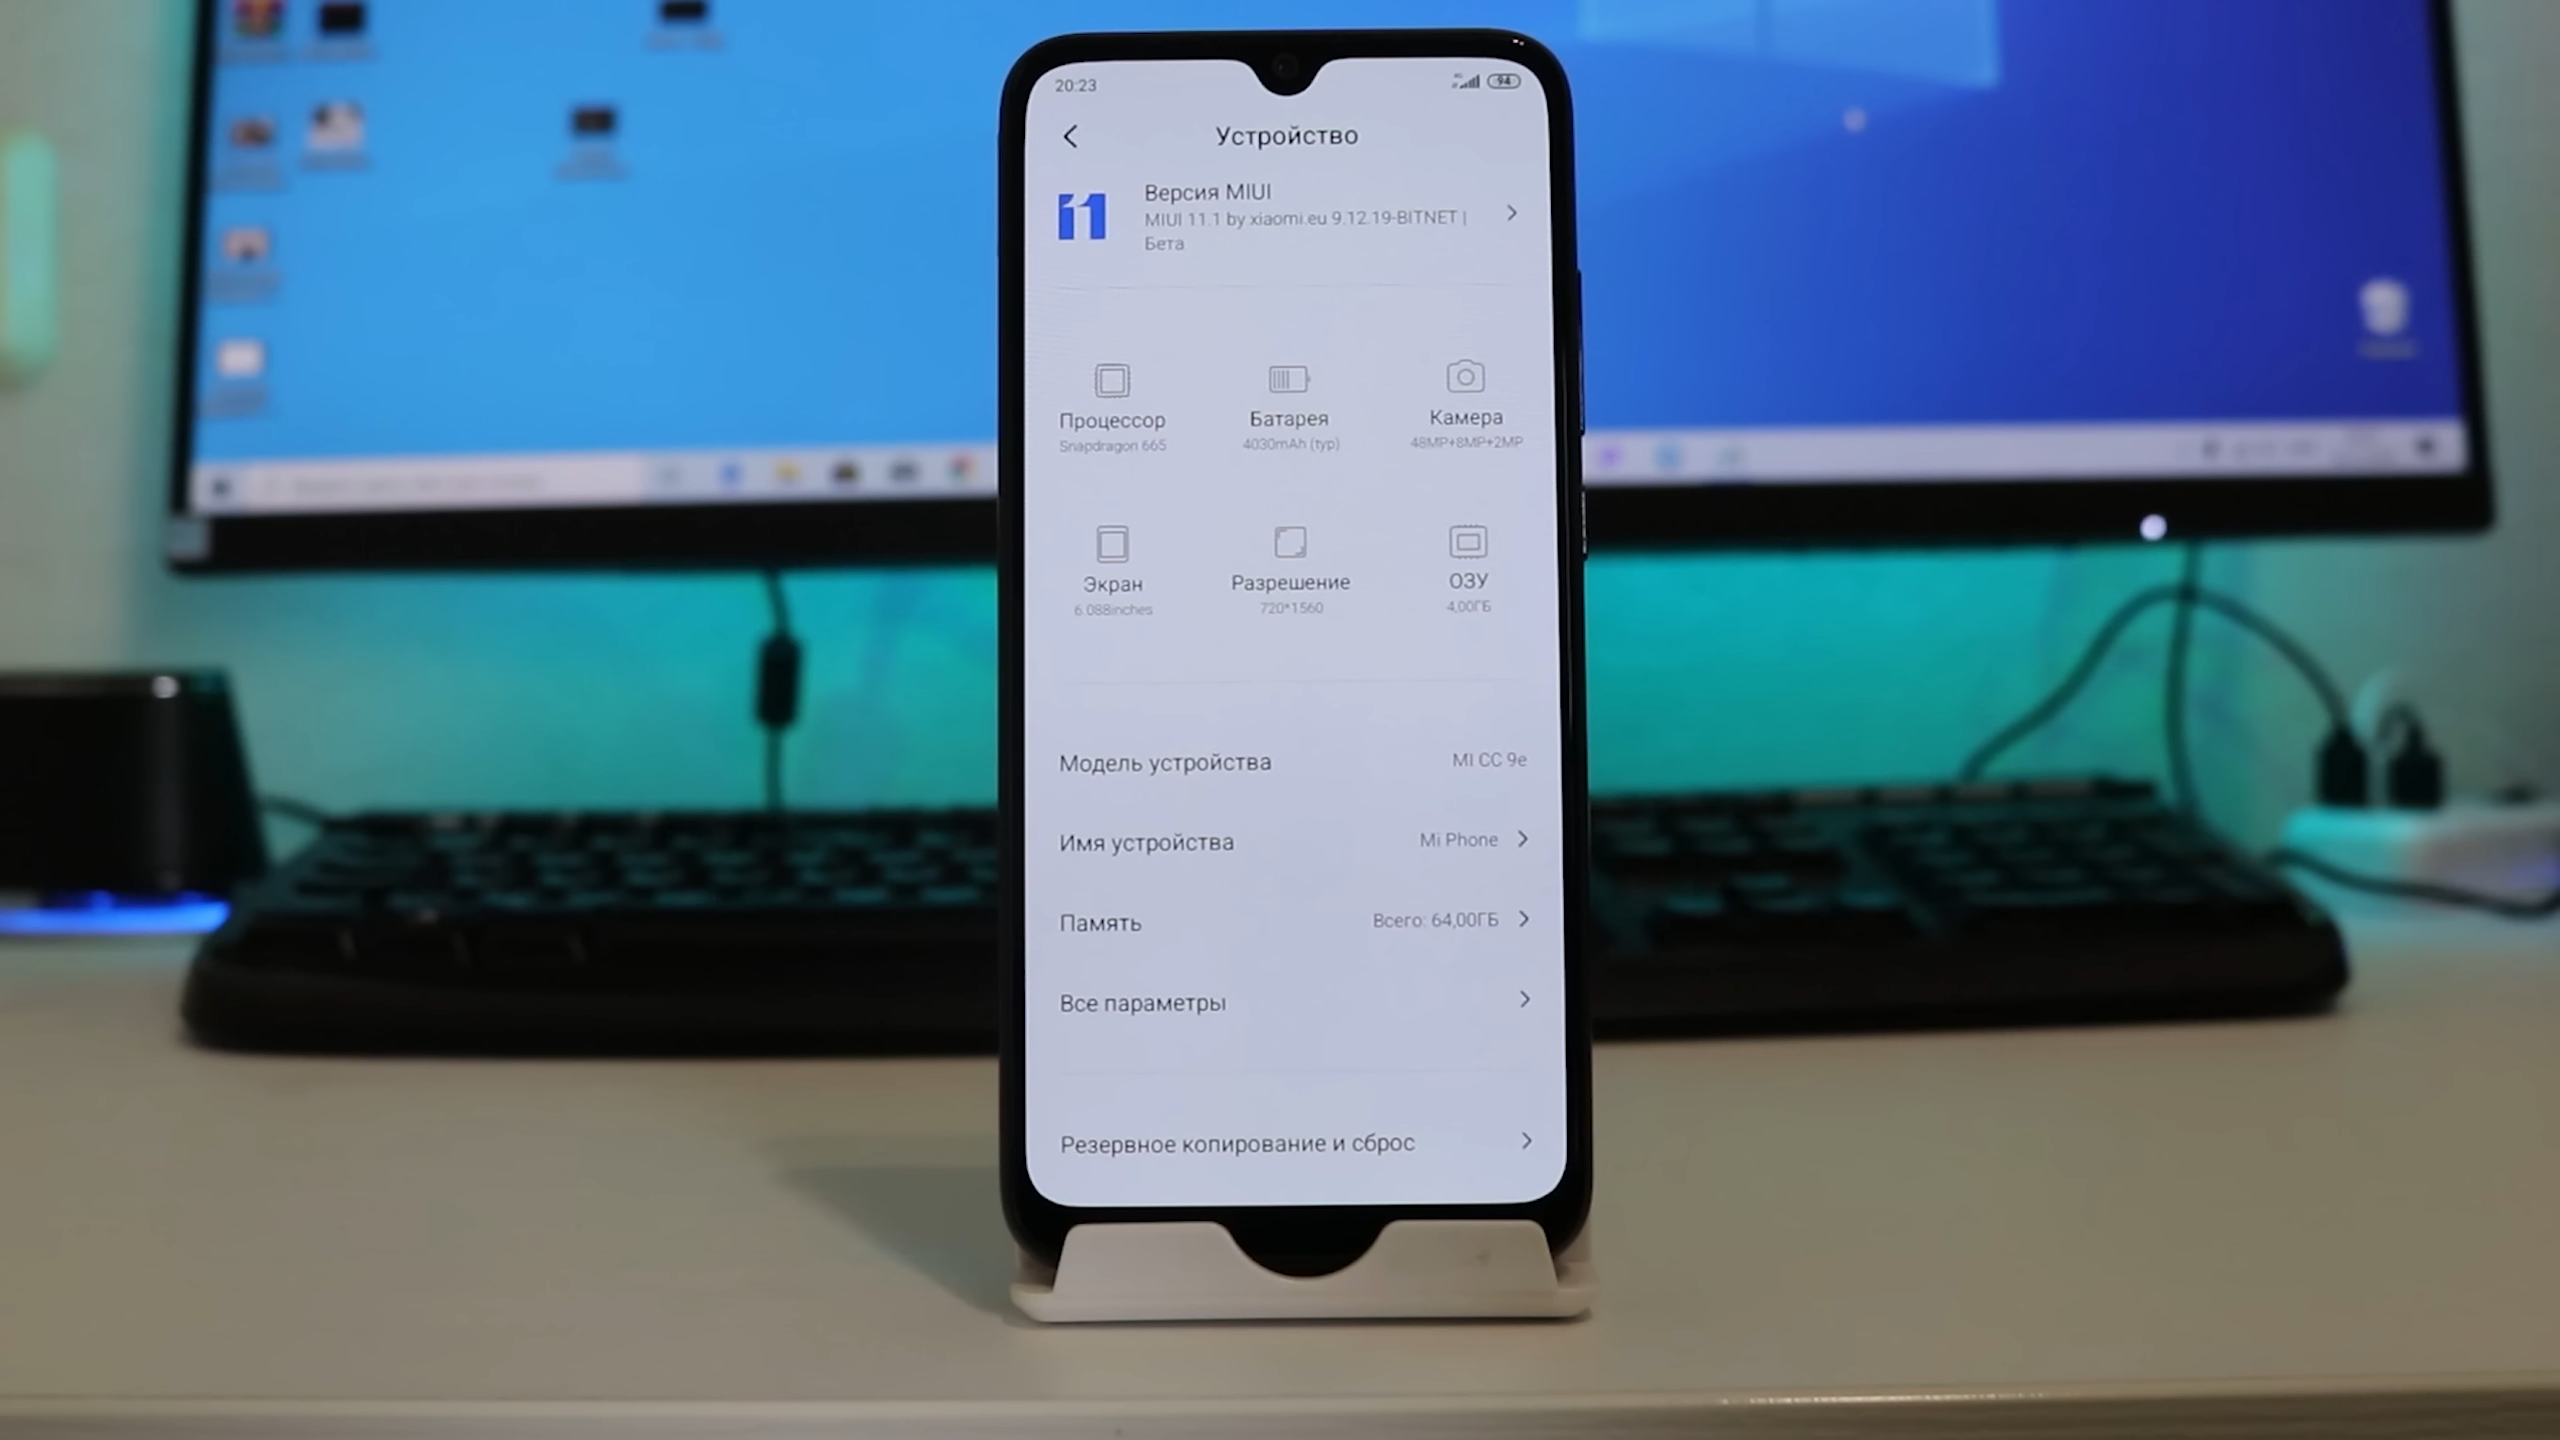 20:23
94
Устройство
11
Версия MIUI
MIUI 11.1 by xiaomi.eu 9.12.19-BITNET |
Бета
Процессор
Snapdragon 665
Батарея
4030mAh (typ)
Камера
48MP+8MP+2MP
Экран
6.088inches
Разрешение
720*1560
ОЗУ
4,00ГБ
Модель устройства
MI CC 9e
Имя устройства
Mi Phone
Память
Всего: 64,00ГБ
Все параметры
Резервное копирование и сброс